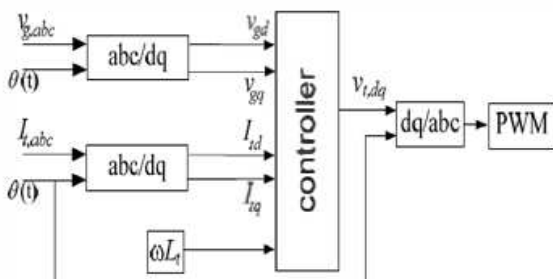 v_g,abc
θ(t)
abc/dq
v_gd
v_gq
I_t,abc
θ(t)
abc/dq
I_td
I_tq
ωL_t
controller
v_t,dq
dq/abc
PWM